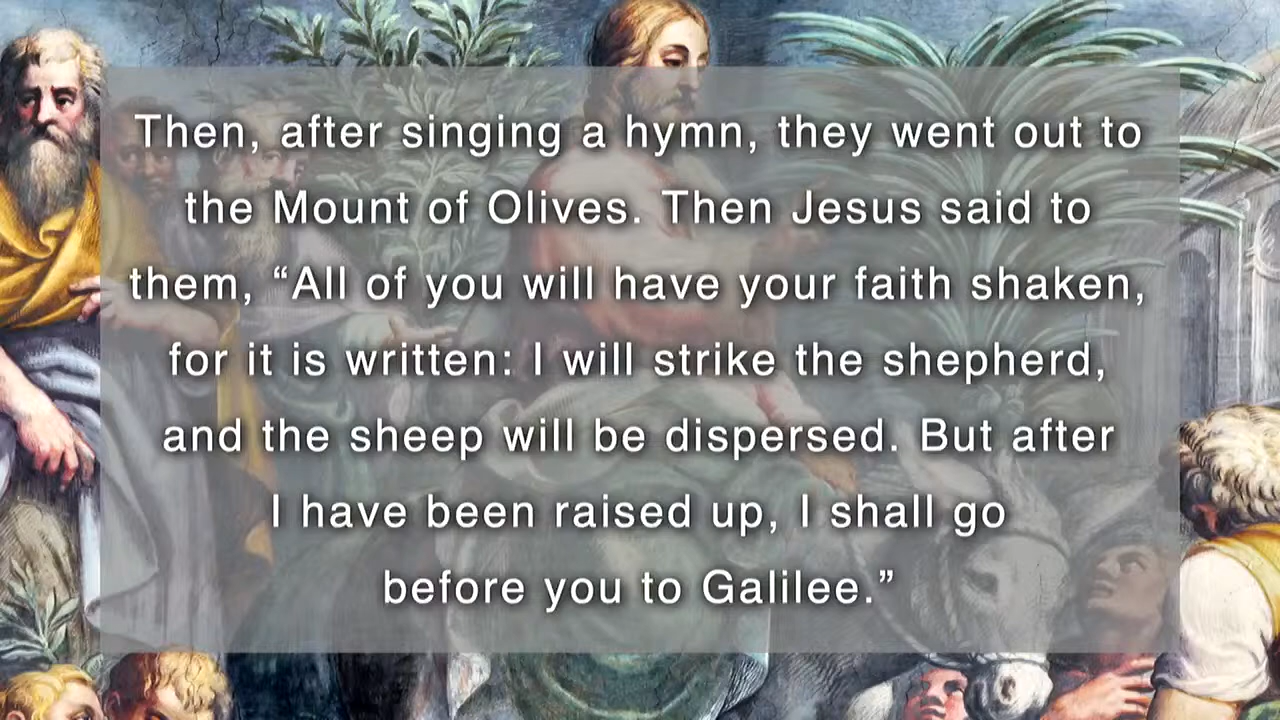 Then, after singing a hymn, they went out to
the Mount of Olives. Then Jesus said to
them, “All of you will have your faith shaken,
for it is written: I will strike the shepherd,
and the sheep will be dispersed. But after
I have been raised up, I shall go
before you to Galilee.”